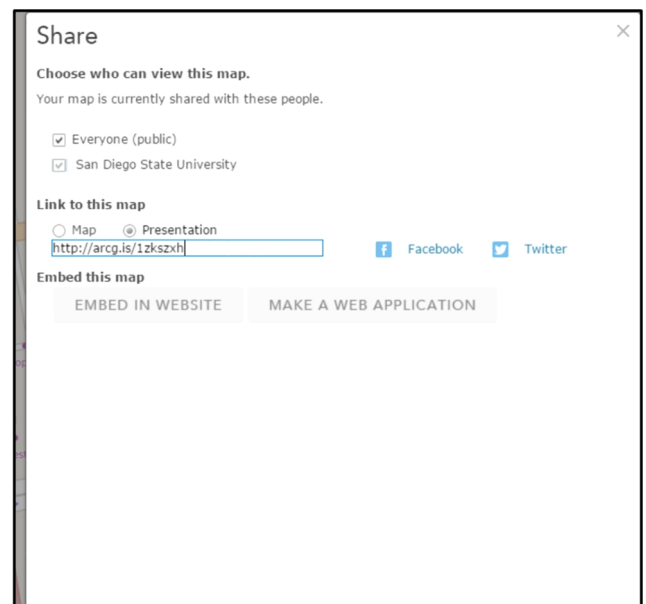 Share
Choose who can view this map.
Your map is currently shared with these people.
Everyone (public)
San Diego State University
Link to this map
Map Presentation
http://arcg.is/1zkszxh
Facebook Twitter
Embed this map
EMBED IN WEBSITE MAKE A WEB APPLICATION